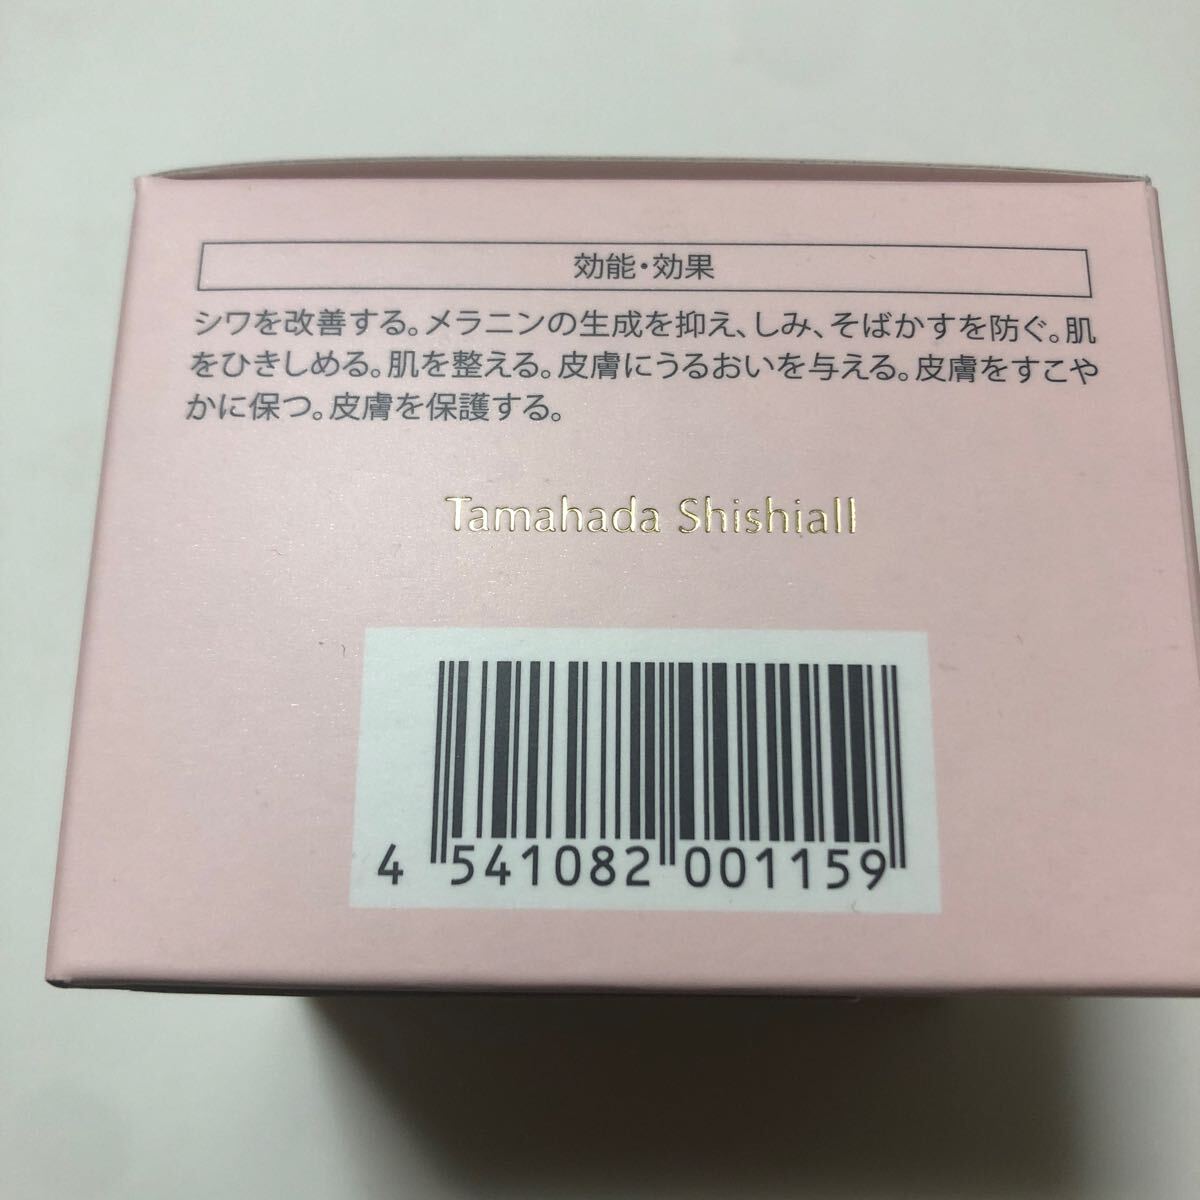 効能・効果
シワを改善する。メラニンの生成を抑え、しみ、そばかすを防ぐ。肌
をひきしめる。肌を整える。皮膚にうるおいを与える。皮膚をすこや
かに保つ。皮膚を保護する。
Tamahada Shishiall
4 541082 001159